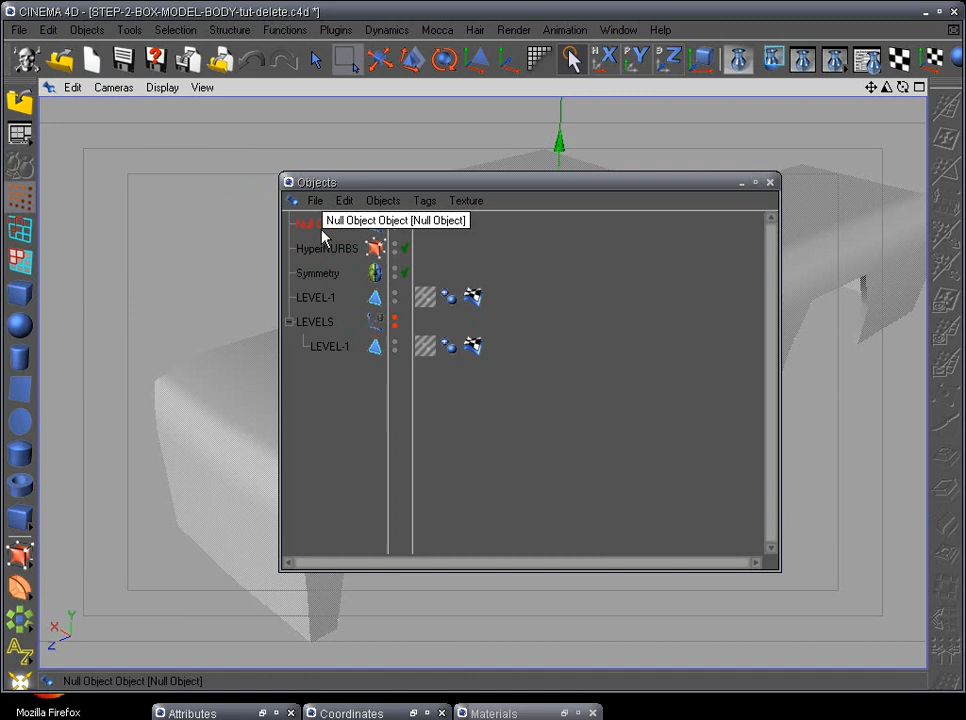 CINEMA 4D - [STEP-2-BOX-MODEL-BODY-tut-delete.c4d *]
File Edit Objects Tools Selection Structure Functions Plugins Dynamics Mocca Hair Render Animation Window Help
Edit Cameras Display View
Objects
File Edit Objects Tags Texture
Null Object Object [Null Object]
HyperNURBS
Symmetry
LEVEL-1
LEVELS
LEVEL-1
Y
X
Z
Null Object Object [Null Object]
Mozilla Firefox
Attributes
Coordinates
Materials